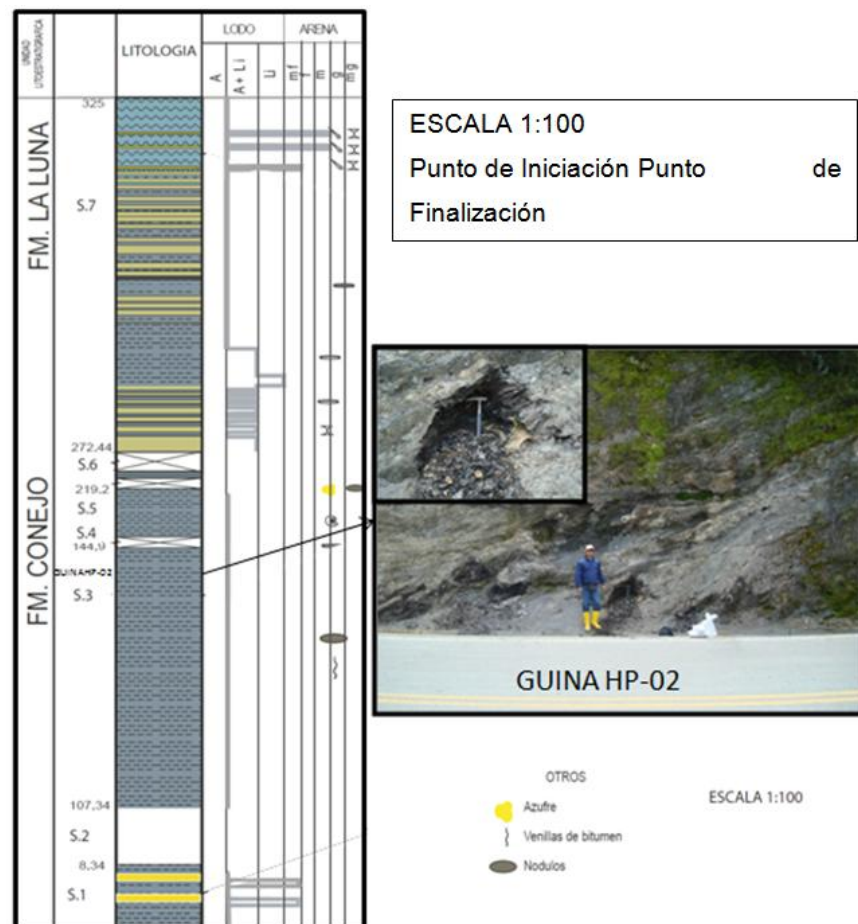 UNIDAD
LITOESTRATIGRAFICA
LITOLOGIA
LODO
ARENA
A
A + Li
Li
mf
f
m
g
mg
FM. LA LUNA
325
S.7
272,44
S.6
219,2
S.5
S.4
144,9
FM. CONEJO
GUINAHP-02
S.3
107,34
S.2
8,34
S.1
ESCALA 1:100
Punto de Iniciación Punto de
Finalización
GUINA HP-02
OTROS
Azufre
Venillas de bitumen
Nodulos
ESCALA 1:100